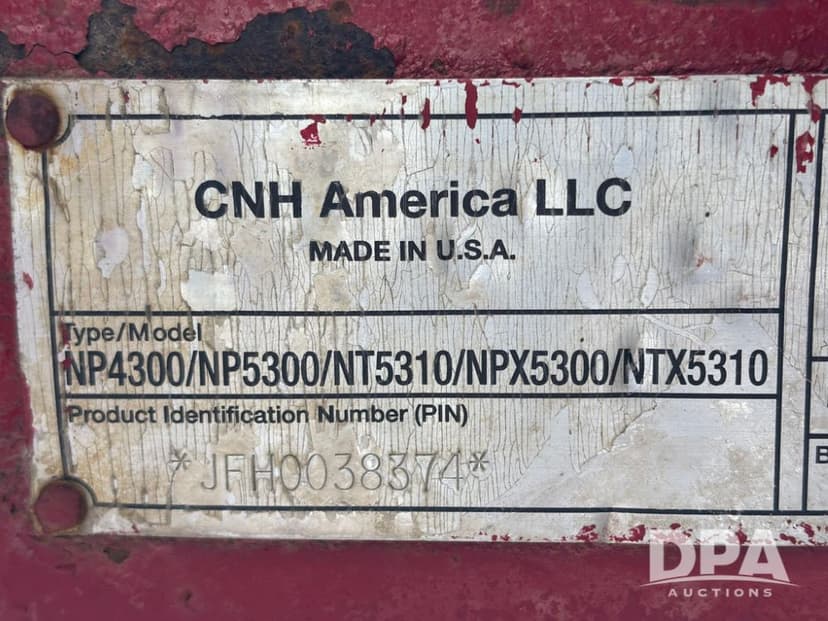 CNH America LLC
MADE IN U.S.A.
Type/Model
NP4300/NP5300/NT5310/NPX5300/NTX5310
Product Identification Number (PIN)
*JFH0038374*
B
DPA
AUCTIONS